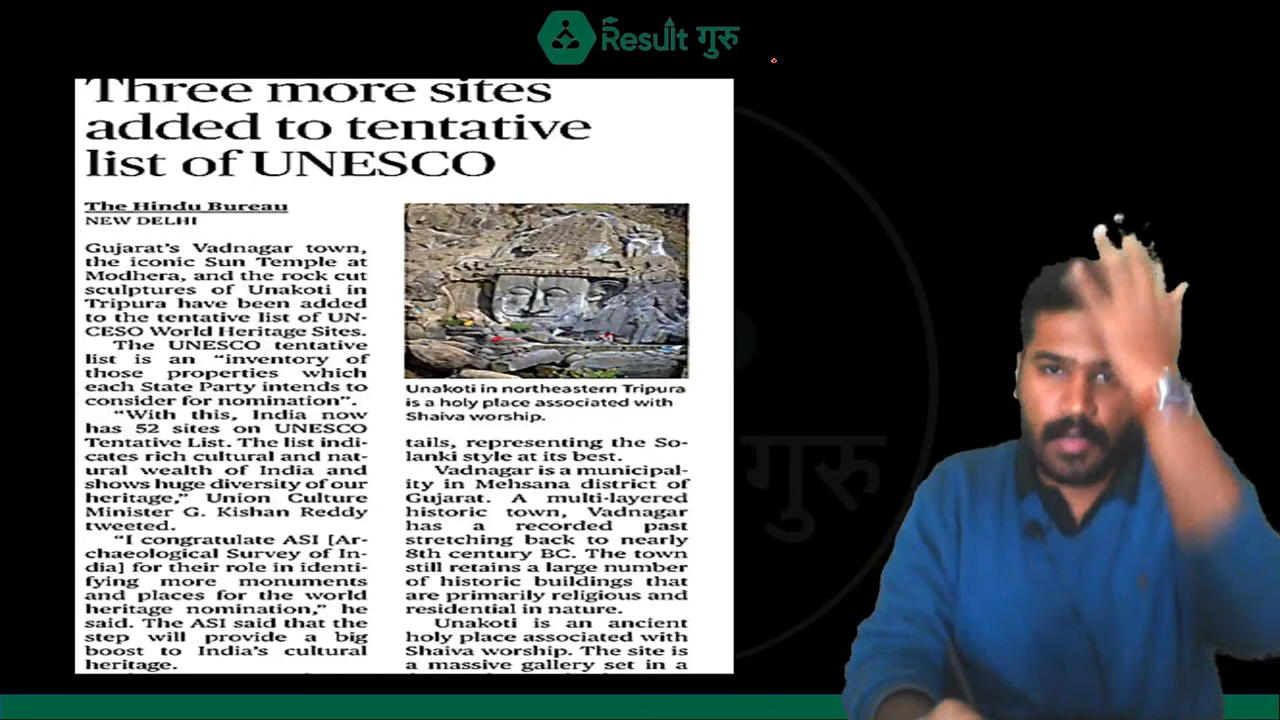 Result गुरु
Three more sites
added to tentative
list of UNESCO
The Hindu Bureau
NEW DELHI
Gujarat's Vadnagar town,
the iconic Sun Temple at
Modhera, and the rock cut
sculptures of Unakoti in
Tripura have been added
to the tentative list of UN-
CESO World Heritage Sites.
The UNESCO tentative
list is an “inventory of
those properties which
each State Party intends to
consider for nomination”.
“With this, India now
has 52 sites on UNESCO
Tentative List. The list indi-
cates rich cultural and nat-
ural wealth of India and
shows huge diversity of our
heritage,” Union Culture
Minister G. Kishan Reddy
tweeted.
“I congratulate ASI [Ar-
chaeological Survey of In-
dia] for their role in identi-
fying more monuments
and places for the world
heritage nomination,” he
said. The ASI said that the
step will provide a big
boost to India's cultural
heritage.
Unakoti in northeastern Tripura
is a holy place associated with
Shaiva worship.
tails, representing the So-
lanki style at its best.
Vadnagar is a municipal-
ity in Mehsana district of
Gujarat. A multi-layered
historic town, Vadnagar
has a recorded past
stretching back to nearly
8th century BC. The town
still retains a large number
of historic buildings that
are primarily religious and
residential in nature.
Unakoti is an ancient
holy place associated with
Shaiva worship. The site is
a massive gallery set in a
गुरु